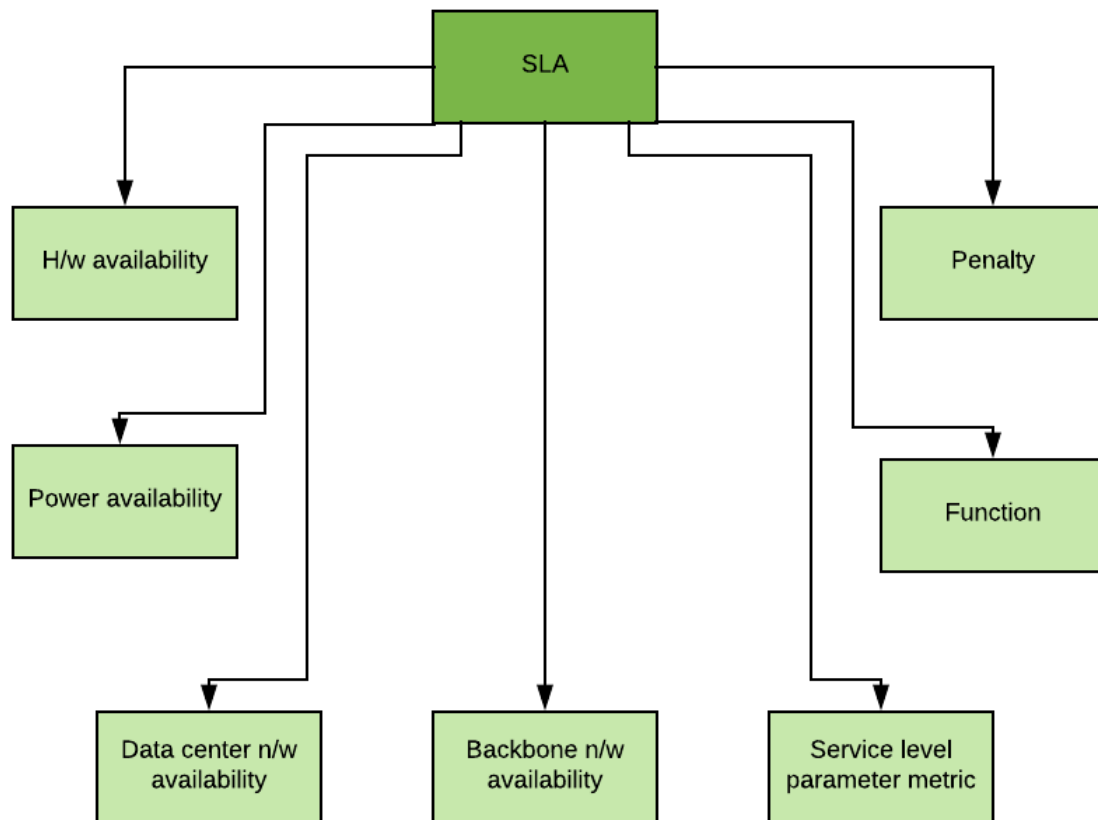 SLA
H/w availability
Penalty
Power availability
Function
Data center n/w
availability
Backbone n/w
availability
Service level
parameter metric